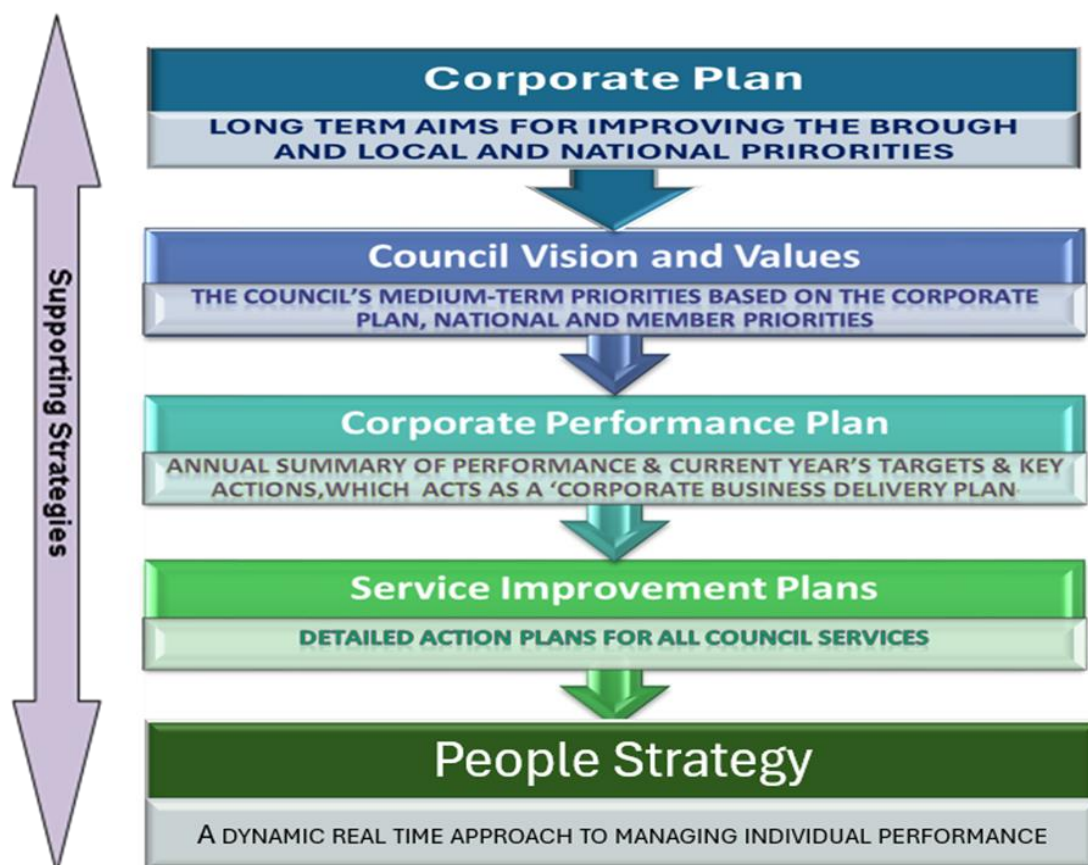 Corporate Plan
LONG TERM AIMS FOR IMPROVING THE BROUGH
AND LOCAL AND NATIONAL PRIRORITIES
Council Vision and Values
THE COUNCIL'S MEDIUM-TERM PRIORITIES BASED ON THE CORPORATE
PLAN, NATIONAL AND MEMBER PRIORITIES
Corporate Performance Plan
ANNUAL SUMMARY OF PERFORMANCE & CURRENT YEAR'S TARGETS & KEY
ACTIONS,WHICH ACTS AS A 'CORPORATE BUSINESS DELIVERY PLAN
Service Improvement Plans
DETAILED ACTION PLANS FOR ALL COUNCIL SERVICES
People Strategy
A DYNAMIC REAL TIME APPROACH TO MANAGING INDIVIDUAL PERFORMANCE
Supporting Strategies